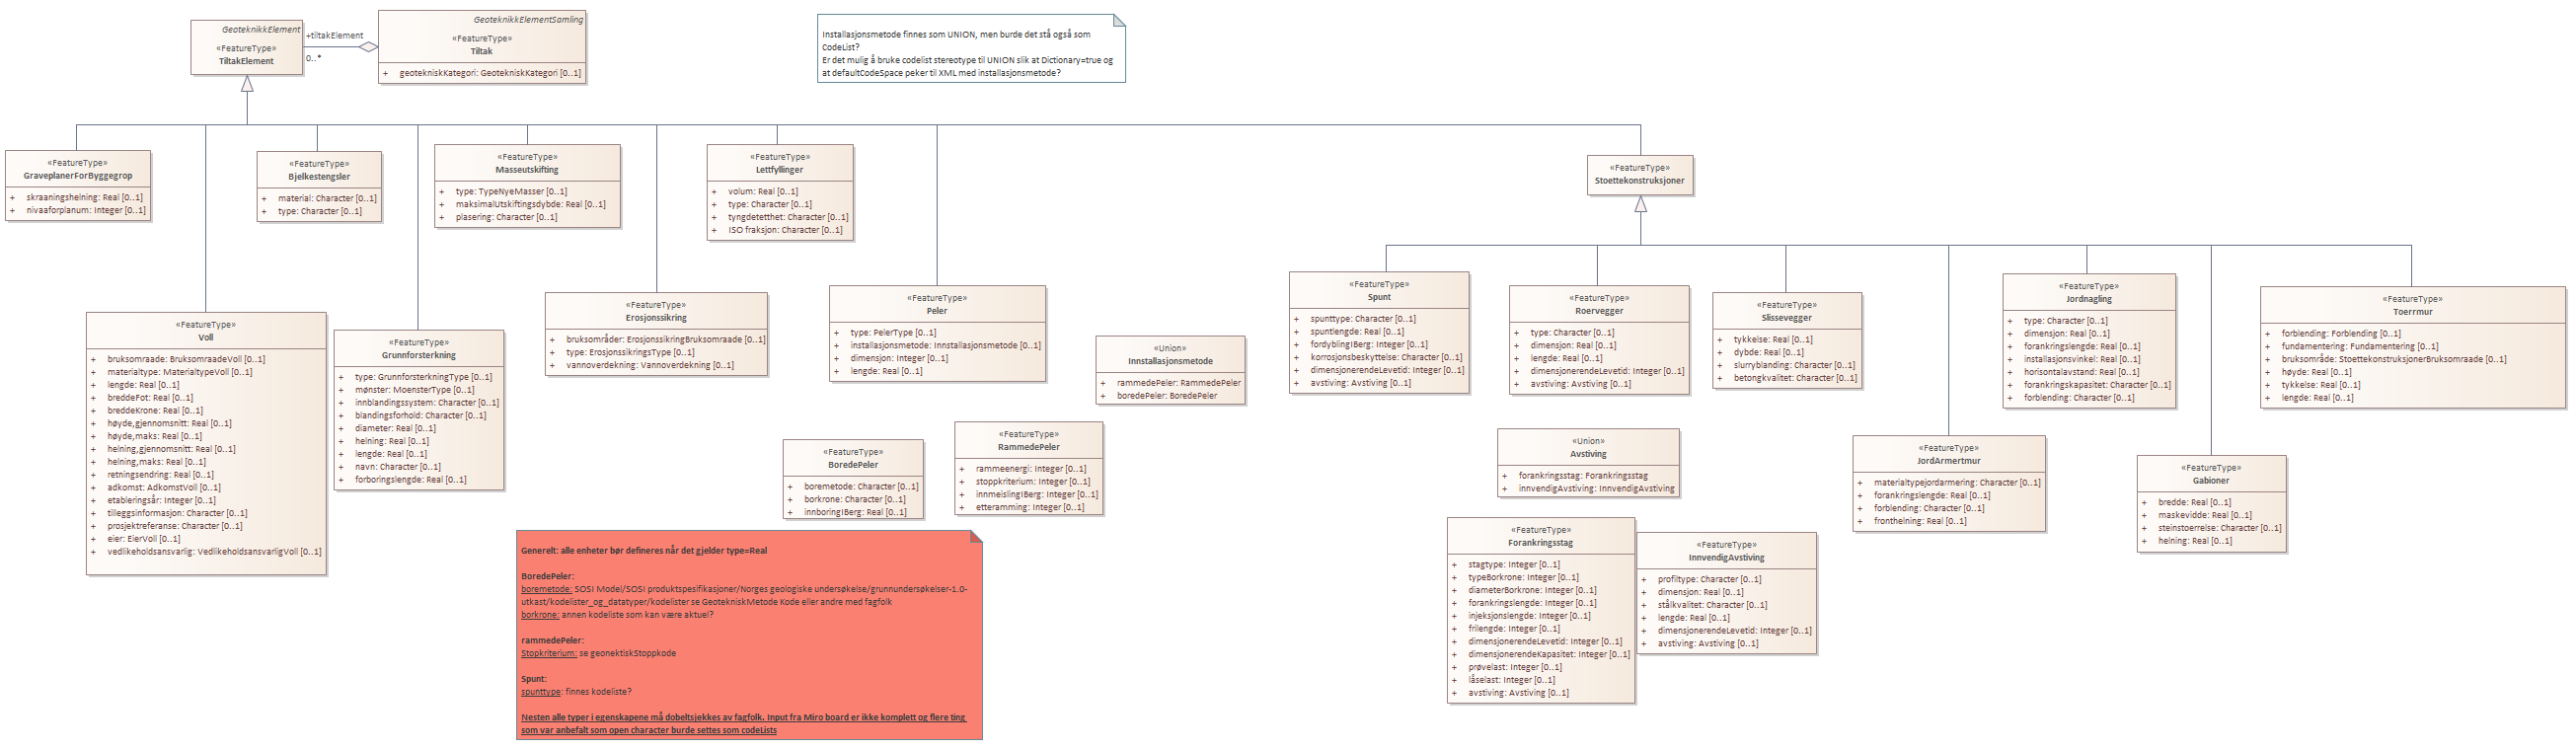 GeoteknikkElement
«FeatureType»
TiltakElement
+tiltakElement
0..*
GeoteknikkElementSamling
«FeatureType»
Tiltak
+ geotekniskKategori: GeotekniskKategori [0..1]
Installasjonsmetode finnes som UNION, men burde det stå også som
CodeList?
Er det mulig å bruke codelist stereotype til UNION slik at Dictionary=true og
at defaultCodeSpace peker til XML med installasjonsmetode?
«FeatureType»
GraveplanerForByggegrop
+ skraaningshelning: Real [0..1]
+ nivaaforplanum: Integer [0..1]
«FeatureType»
Bjelkestengsler
+ material: Character [0..1]
+ type: Character [0..1]
«FeatureType»
Masseutskifting
+ type: TypeNyeMasser [0..1]
+ maksimalUtskiftingsdybde: Real [0..1]
+ plasering: Character [0..1]
«FeatureType»
Lettfyllinger
+ volum: Real [0..1]
+ type: Character [0..1]
+ tyngdetetthet: Character [0..1]
+ ISO fraksjon: Character [0..1]
«FeatureType»
Stoettekonstruksjoner
«FeatureType»
Voll
+ bruksomraade: BruksomraadeVoll [0..1]
+ materialtype: MaterialtypeVoll [0..1]
+ lengde: Real [0..1]
+ breddeFot: Real [0..1]
+ breddeKrone: Real [0..1]
+ høyde,gjennomsnitt: Real [0..1]
+ høyde,maks: Real [0..1]
+ helning,gjennomsnitt: Real [0..1]
+ helning,maks: Real [0..1]
+ retningsendring: Real [0..1]
+ adkomst: AdkomstVoll [0..1]
+ etableringsår: Integer [0..1]
+ tilleggsinformasjon: Character [0..1]
+ prosjektreferanse: Character [0..1]
+ eier: EierVoll [0..1]
+ vedlikeholdsansvarlig: VedlikeholdsansvarligVoll [0..1]
«FeatureType»
Grunnforsterkning
+ type: GrunnforsterkningType [0..1]
+ mønster: MoensterType [0..1]
+ innblandingssystem: Character [0..1]
+ blandingsforhold: Character [0..1]
+ diameter: Real [0..1]
+ helning: Real [0..1]
+ lengde: Real [0..1]
+ navn: Character [0..1]
+ forboringslengde: Real [0..1]
«FeatureType»
Erosjonssikring
+ bruksområder: ErosjonssikringBruksomraade [0..1]
+ type: ErosjonssikringsType [0..1]
+ vannoverdekning: Vannoverdekning [0..1]
«FeatureType»
Peler
+ type: PelerType [0..1]
+ installasjonsmetode: Innstallasjonsmetode [0..1]
+ dimensjon: Integer [0..1]
+ lengde: Real [0..1]
«Union»
Innstallasjonsmetode
+ rammedePeler: RammedePeler
+ boredePeler: BoredePeler
«FeatureType»
BoredePeler
+ boremetode: Character [0..1]
+ borkrone: Character [0..1]
+ innboringIBerg: Real [0..1]
«FeatureType»
RammedePeler
+ rammeenergi: Integer [0..1]
+ stoppkriterium: Integer [0..1]
+ innmeislingIBerg: Integer [0..1]
+ etteramming: Integer [0..1]
«FeatureType»
Spunt
+ spunttype: Character [0..1]
+ spuntlengde: Real [0..1]
+ fordyblingIBerg: Integer [0..1]
+ korrosjonsbeskyttelse: Character [0..1]
+ dimensjonerendeLevetid: Integer [0..1]
+ avstiving: Avstiving [0..1]
«FeatureType»
Roervegger
+ type: Character [0..1]
+ dimensjon: Real [0..1]
+ lengde: Real [0..1]
+ dimensjonerendeLevetid: Integer [0..1]
+ avstiving: Avstiving [0..1]
«FeatureType»
Slissevegger
+ tykkelse: Real [0..1]
+ dybde: Real [0..1]
+ slurryblanding: Character [0..1]
+ betongkvalitet: Character [0..1]
«FeatureType»
Jordnagling
+ type: Character [0..1]
+ dimensjon: Real [0..1]
+ forankringslengde: Real [0..1]
+ installasjonsvinkel: Real [0..1]
+ horisontalavstand: Real [0..1]
+ forankringskapasitet: Character [0..1]
+ forblending: Character [0..1]
«FeatureType»
Toerrmur
+ forblending: Forblending [0..1]
+ fundamentering: Fundamentering [0..1]
+ bruksområde: StoettekonstruksjonerBruksomraade [0..1]
+ høyde: Real [0..1]
+ tykkelse: Real [0..1]
+ lengde: Real [0..1]
«Union»
Avstiving
+ forankringsstag: Forankringsstag
+ innvendigAvstiving: InnvendigAvstiving
«FeatureType»
JordArmertmur
+ materialtypejordarmering: Character [0..1]
+ forankringslengde: Real [0..1]
+ forblending: Character [0..1]
+ fronthelning: Real [0..1]
«FeatureType»
Gabioner
+ bredde: Real [0..1]
+ maskevidde: Real [0..1]
+ steinstoerrelse: Character [0..1]
+ helning: Real [0..1]
«FeatureType»
Forankringsstag
+ stagtype: Integer [0..1]
+ typeBorkrone: Integer [0..1]
+ diameterBorkrone: Integer [0..1]
+ forankringslengde: Integer [0..1]
+ injeksjonslengde: Integer [0..1]
+ frilengde: Integer [0..1]
+ dimensjonerendeLevetid: Integer [0..1]
+ dimensjonerendeKapasitet: Integer [0..1]
+ prøvelast: Integer [0..1]
+ låselast: Integer [0..1]
+ avstiving: Avstiving [0..1]
«FeatureType»
InnvendigAvstiving
+ profiltype: Character [0..1]
+ dimensjon: Real [0..1]
+ stålkvalitet: Character [0..1]
+ lengde: Real [0..1]
+ dimensjonerendeLevetid: Integer [0..1]
+ avstiving: Avstiving [0..1]
Generelt: alle enheter bør defineres når det gjelder type=Real
BoredePeler:
boremetode: SOSI Model/SOSI produktspesifikasjoner/Norges geologiske undersøkelse/grunnundersøkelser-1.0-
utkast/kodelister_og_datatyper/kodelister se GeotekniskMetode Kode eller andre med fagfolk
borkrone: annen kodeliste som kan være aktuel?
rammedePeler:
Stopkriterium: se geonektiskStoppkode
Spunt:
spunttype: finnes kodeliste?
Nesten alle typer i egenskapene må dobeltsjekkes av fagfolk. Input fra Miro board er ikke komplett og flere ting
som var anbefalt som open character burde settes som codeLists